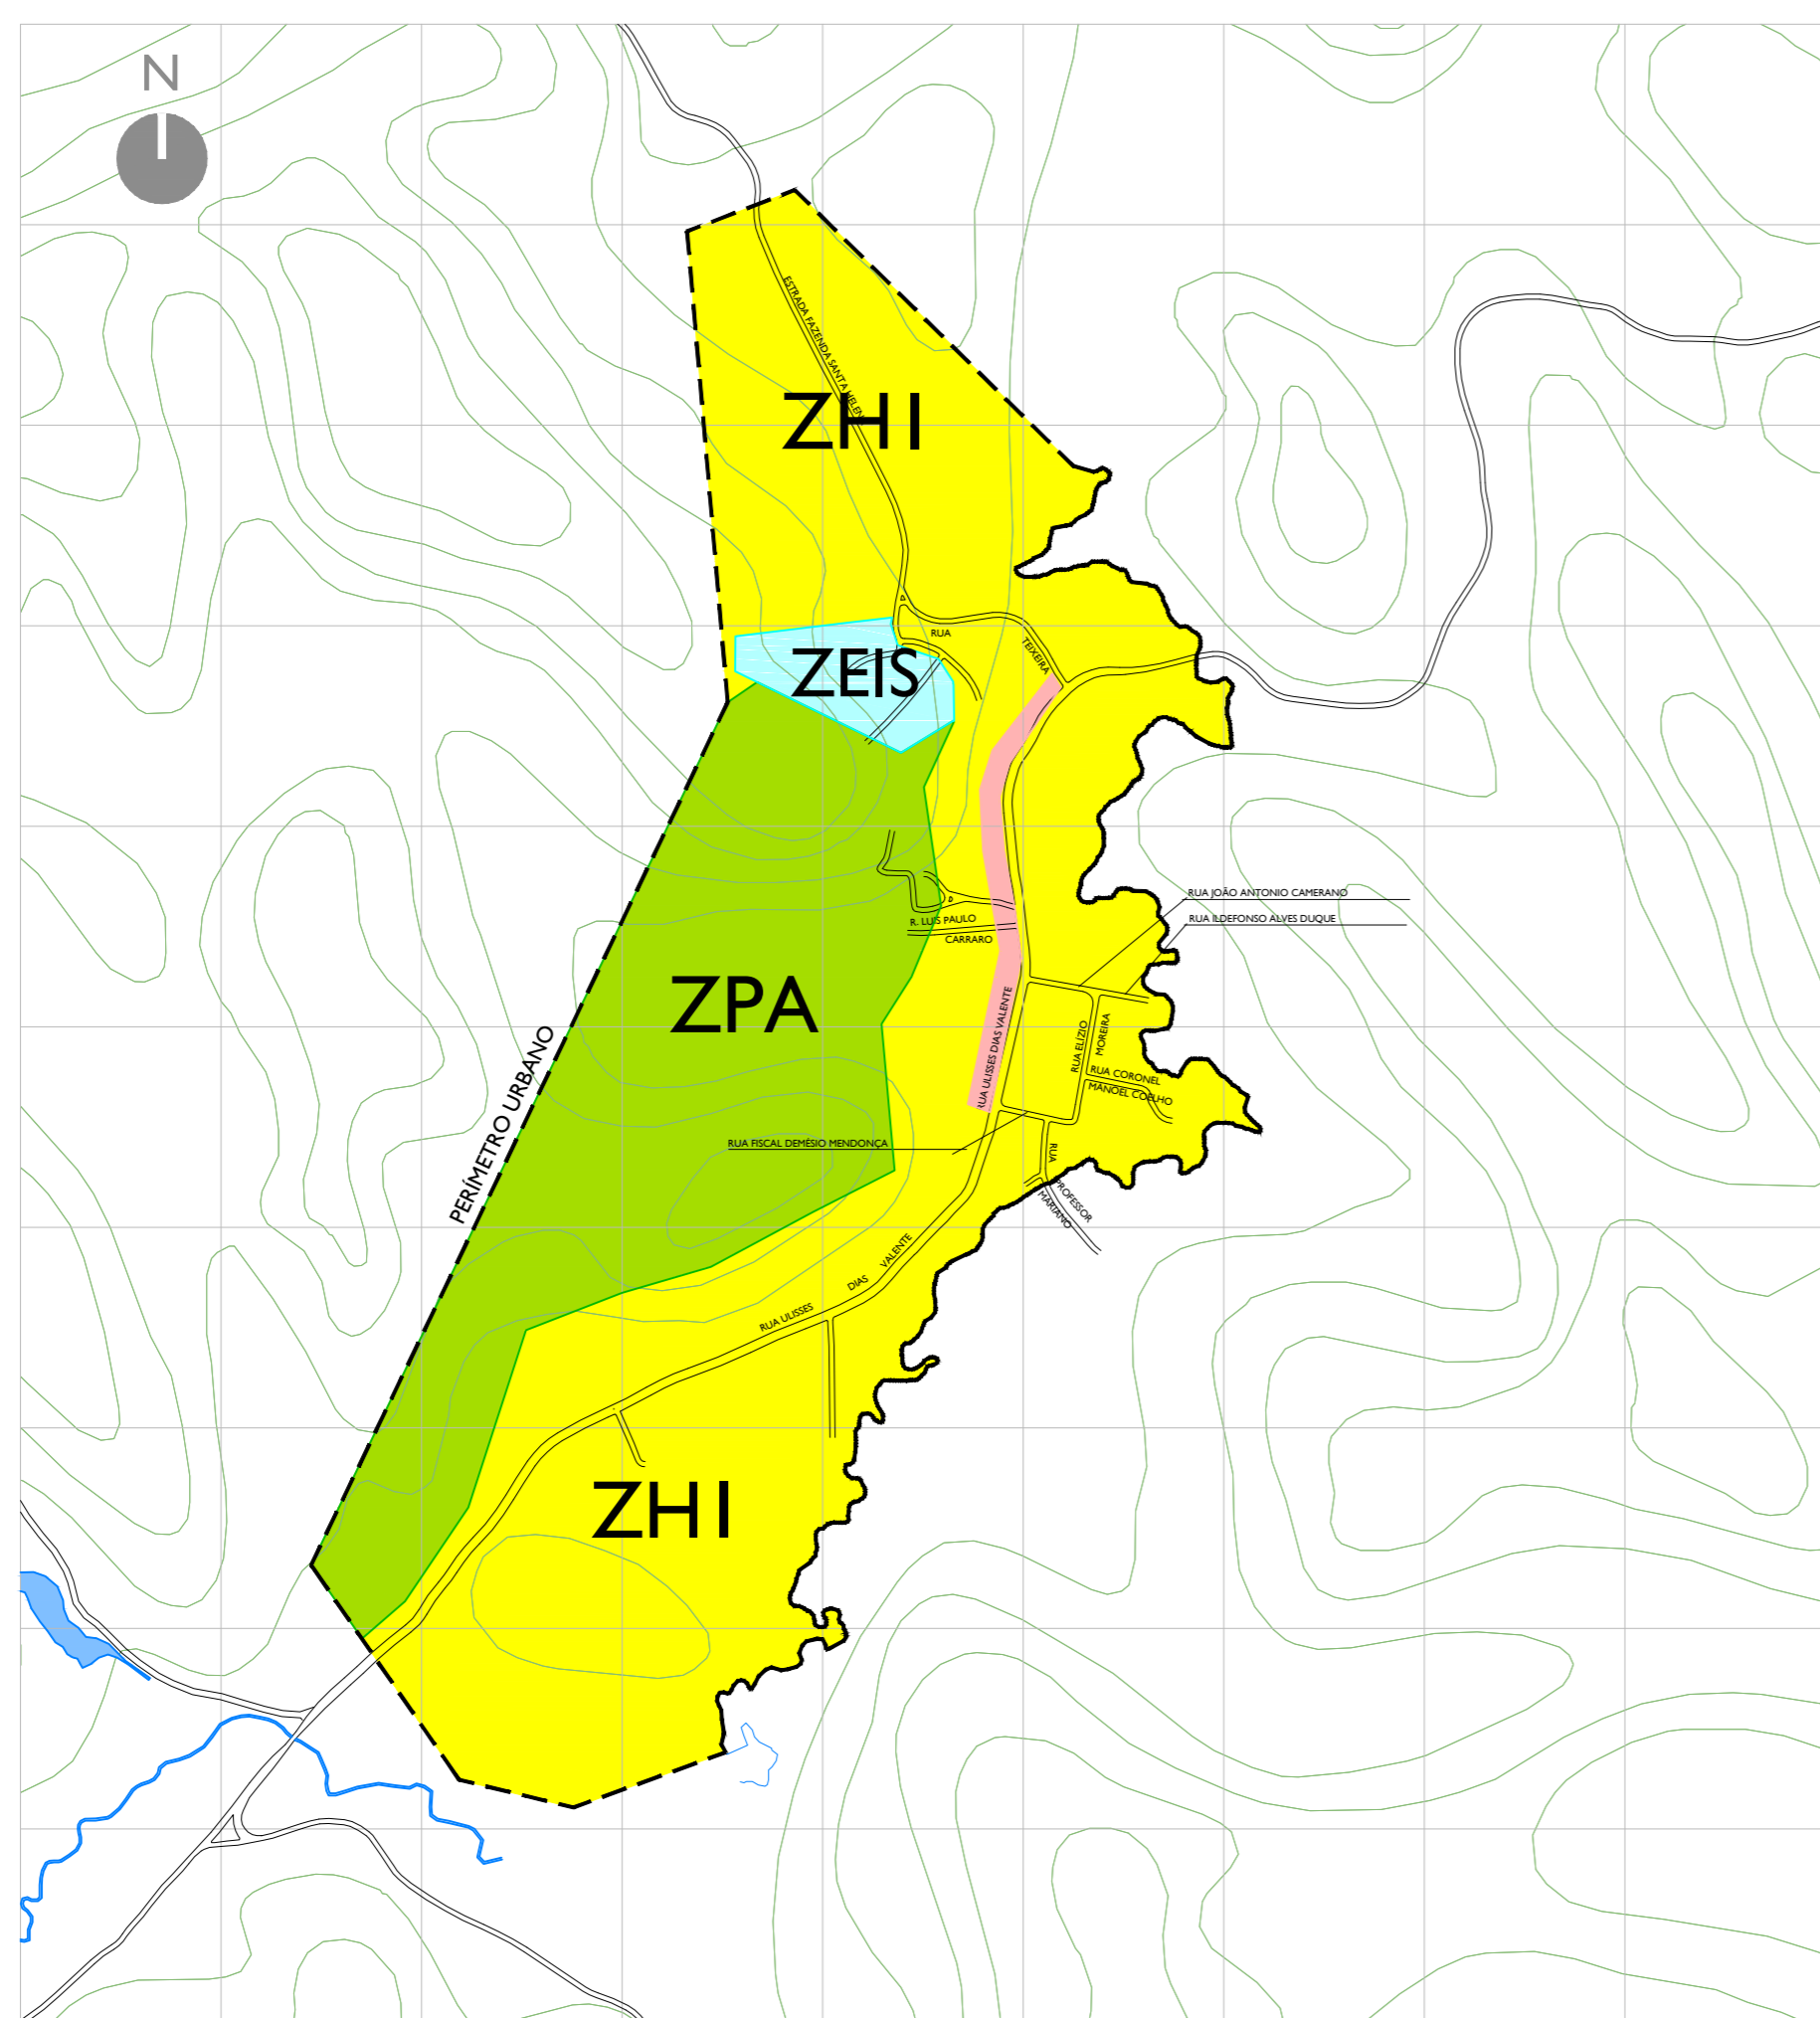 N
ESTRADA FAZENDA SANTA HELENA
ZH1
RUA
TEIXEIRA
ZEIS
RUA JOÃO ANTONIO CAMERANO
RUA ILDEFONSO ALVES DUQUE
R. LUIS PAULO
CARRARO
ZPA
RUA ULISSES DIAS VALENTE
RUA ELÍZIO
MOREIRA
RUA CORONEL
MANOEL COELHO
PERÍMETRO URBANO
RUA FISCAL DEMÉSIO MENDONÇA
RUA
PROFESSOR
MARIANO
RUA ULISSES
DIAS
VALENTE
ZH1